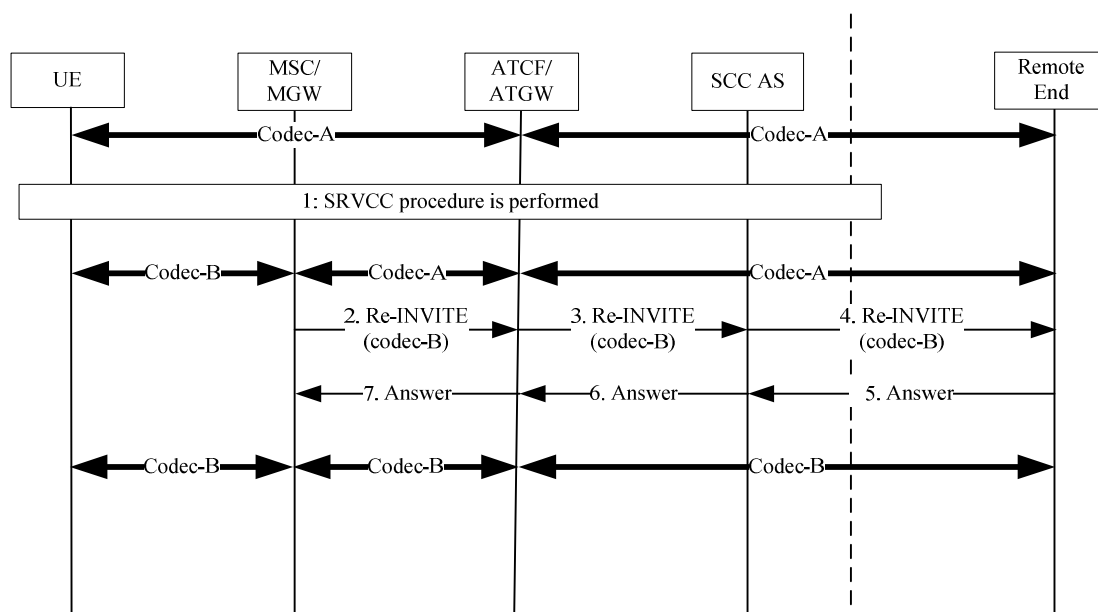 UE
MSC/
MGW
ATCF/
ATGW
SCC AS
Remote
End
Codec-A
Codec-A
1: SRVCC procedure is performed
Codec-B
Codec-A
Codec-A
2. Re-INVITE
(codec-B)
3. Re-INVITE
(codec-B)
4. Re-INVITE
(codec-B)
7. Answer
6. Answer
5. Answer
Codec-B
Codec-B
Codec-B